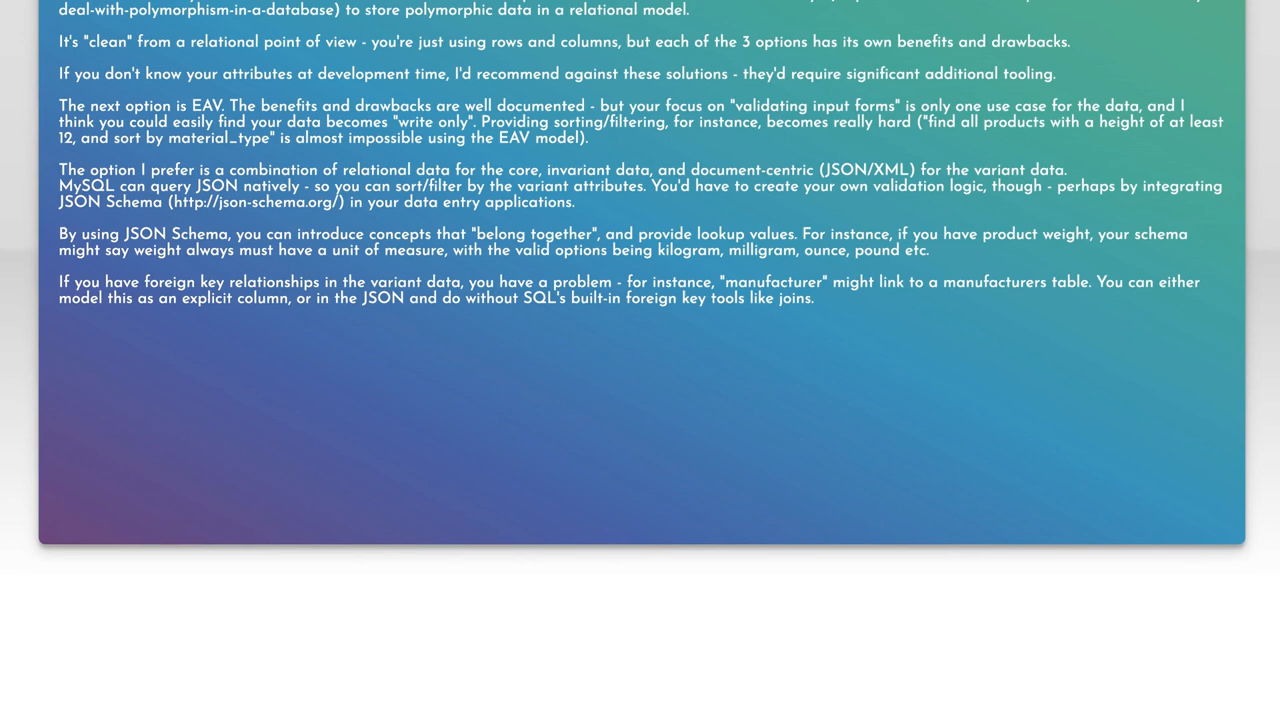 deal-with-polymorphism-in-a-database) to store polymorphic data in a relational model.
It's "clean" from a relational point of view - you're just using rows and columns, but each of the 3 options has its own benefits and drawbacks.
If you don't know your attributes at development time, I'd recommend against these solutions - they'd require significant additional tooling.
The next option is EAV. The benefits and drawbacks are well documented - but your focus on "validating input forms" is only one use case for the data, and I
think you could easily find your data becomes "write only". Providing sorting/filtering, for instance, becomes really hard ("find all products with a height of at least
12, and sort by material_type" is almost impossible using the EAV model).
The option I prefer is a combination of relational data for the core, invariant data, and document-centric (JSON/XML) for the variant data.
MySQL can query JSON natively - so you can sort/filter by the variant attributes. You'd have to create your own validation logic, though - perhaps by integrating
JSON Schema (http://json-schema.org/) in your data entry applications.
By using JSON Schema, you can introduce concepts that "belong together", and provide lookup values. For instance, if you have product weight, your schema
might say weight always must have a unit of measure, with the valid options being kilogram, milligram, ounce, pound etc.
If you have foreign key relationships in the variant data, you have a problem - for instance, "manufacturer" might link to a manufacturers table. You can either
model this as an explicit column, or in the JSON and do without SQL's built-in foreign key tools like joins.